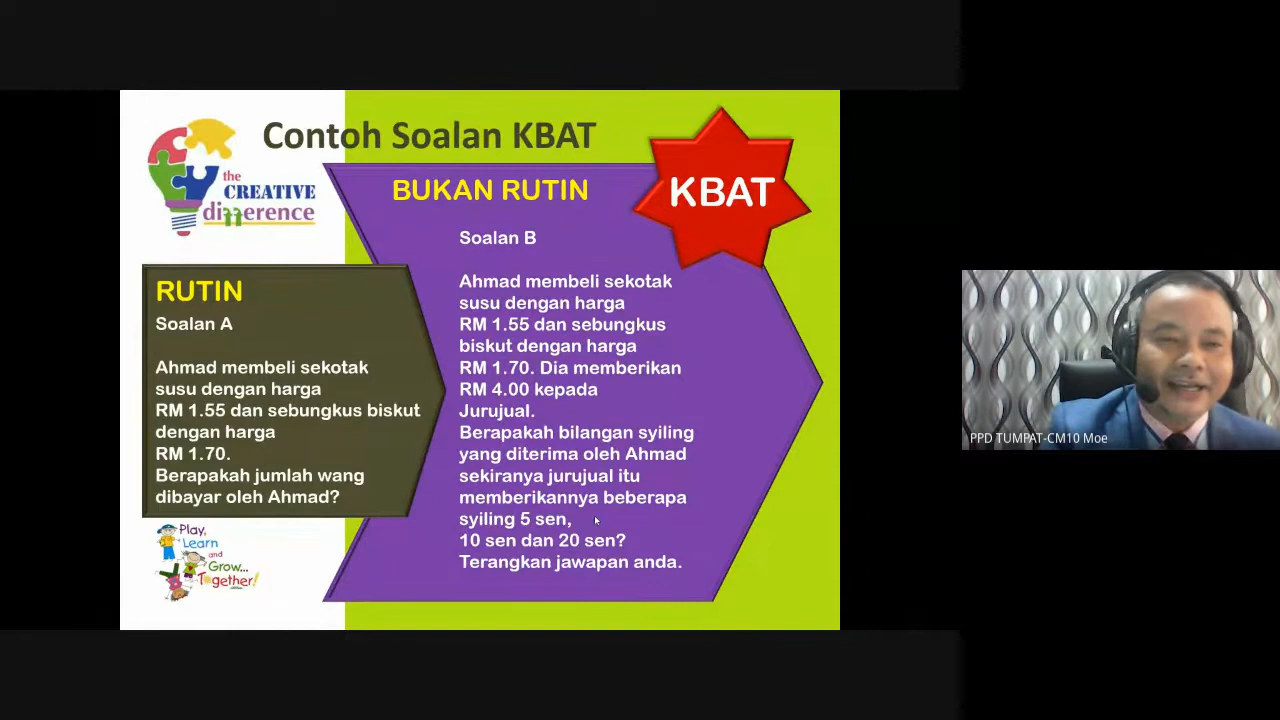 Contoh Soalan KBAT
the
CREATIVE
difference
BUKAN RUTIN
KBAT
Soalan B
Ahmad membeli sekotak
susu dengan harga
RM 1.55 dan sebungkus
biskut dengan harga
RM 1.70. Dia memberikan
RM 4.00 kepada
Jurujual.
Berapakah bilangan syiling
yang diterima oleh Ahmad
sekiranya jurujual itu
memberikannya beberapa
syiling 5 sen,
10 sen dan 20 sen?
Terangkan jawapan anda.
RUTIN
Soalan A
Ahmad membeli sekotak
susu dengan harga
RM 1.55 dan sebungkus biskut
dengan harga
RM 1.70.
Berapakah jumlah wang
dibayar oleh Ahmad?
Play,
Learn
and
Grow...
Together!
PPD TUMPAT-CM10 Moe